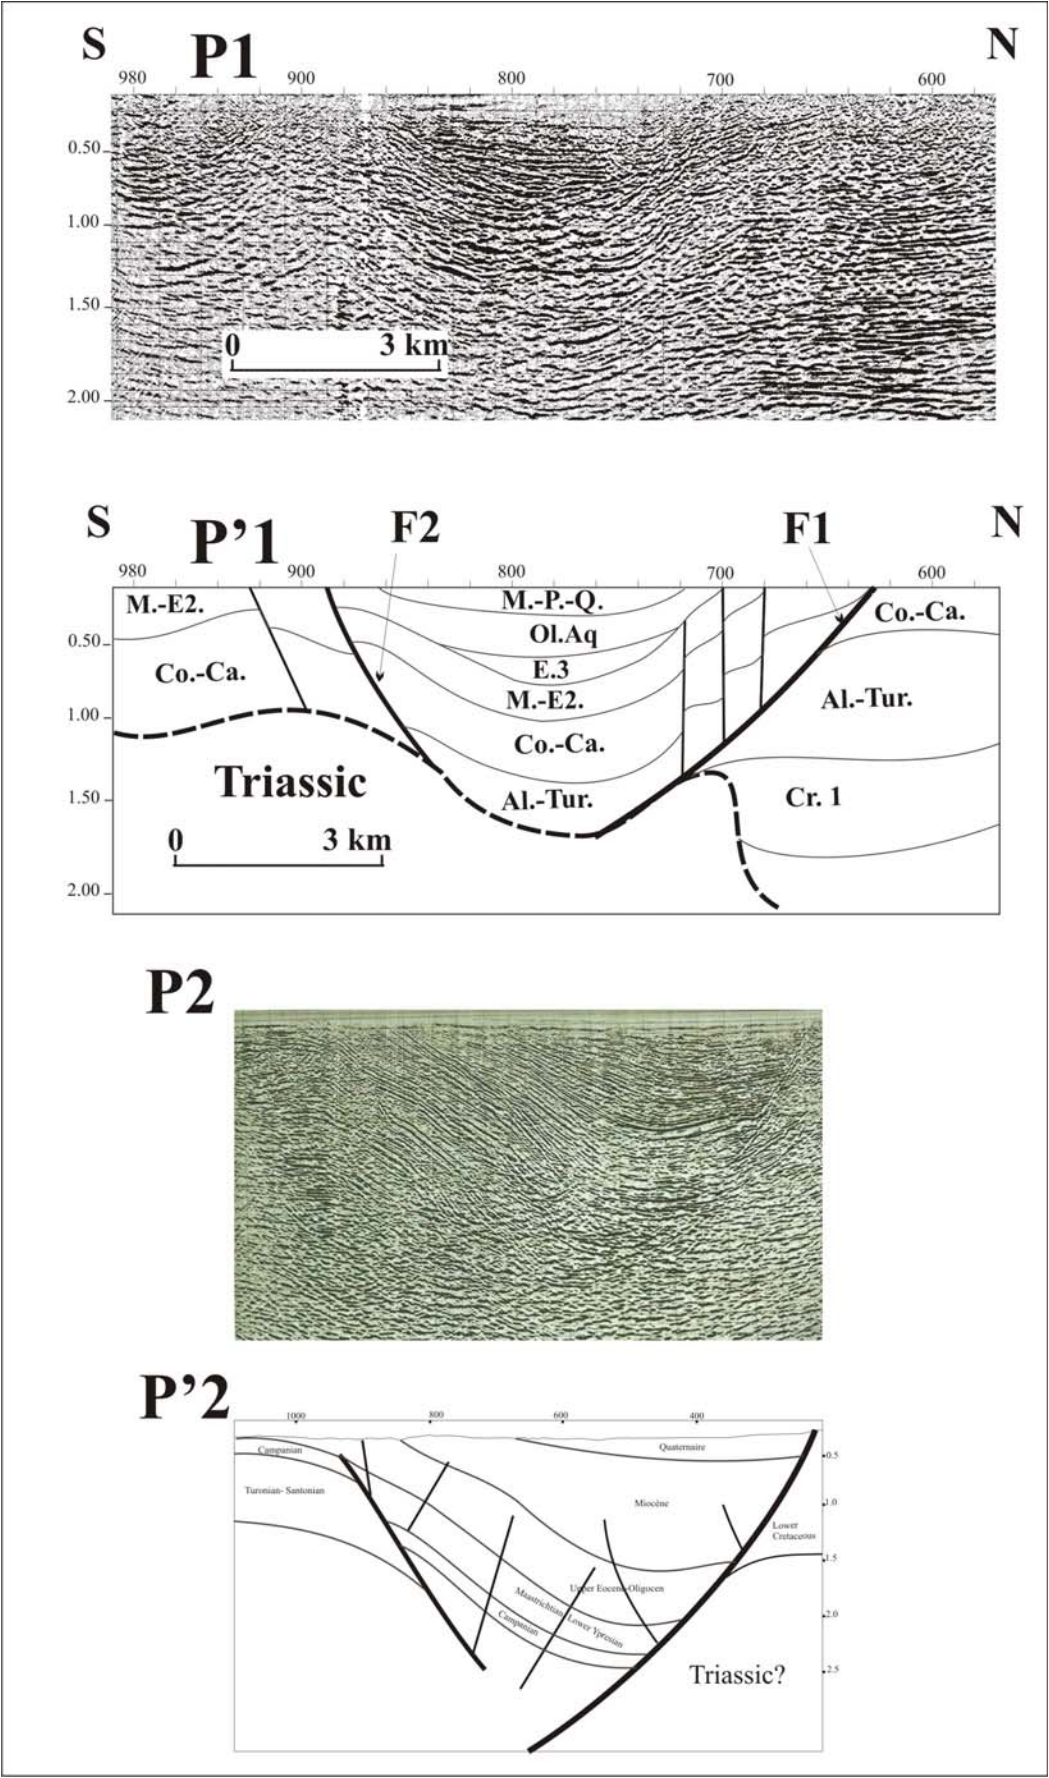 S P1 N
980 900 800 700 600
0.50
1.00
1.50
0 3 km
2.00
S P’1 F2 F1 N
980 900 800 700 600
M.-E2. M.-P.-Q. Co.-Ca.
Ol.Aq
0.50
E.3
Co.-Ca. M.-E2. Al.-Tur.
1.00
Co.-Ca.
Triassic
1.50 Al.-Tur. Cr. 1
0 3 km
2.00
P2
P’2
1000 800 600 400
Campanian Quaternaire
0.5
Turonian- Santonian
Miocène 1.0
Lower
Cretaceous
1.5
Upper Eocene-Oligocen
Maastrichtian-Lower Ypresian
2.0
Campanian
Triassic? 2.5